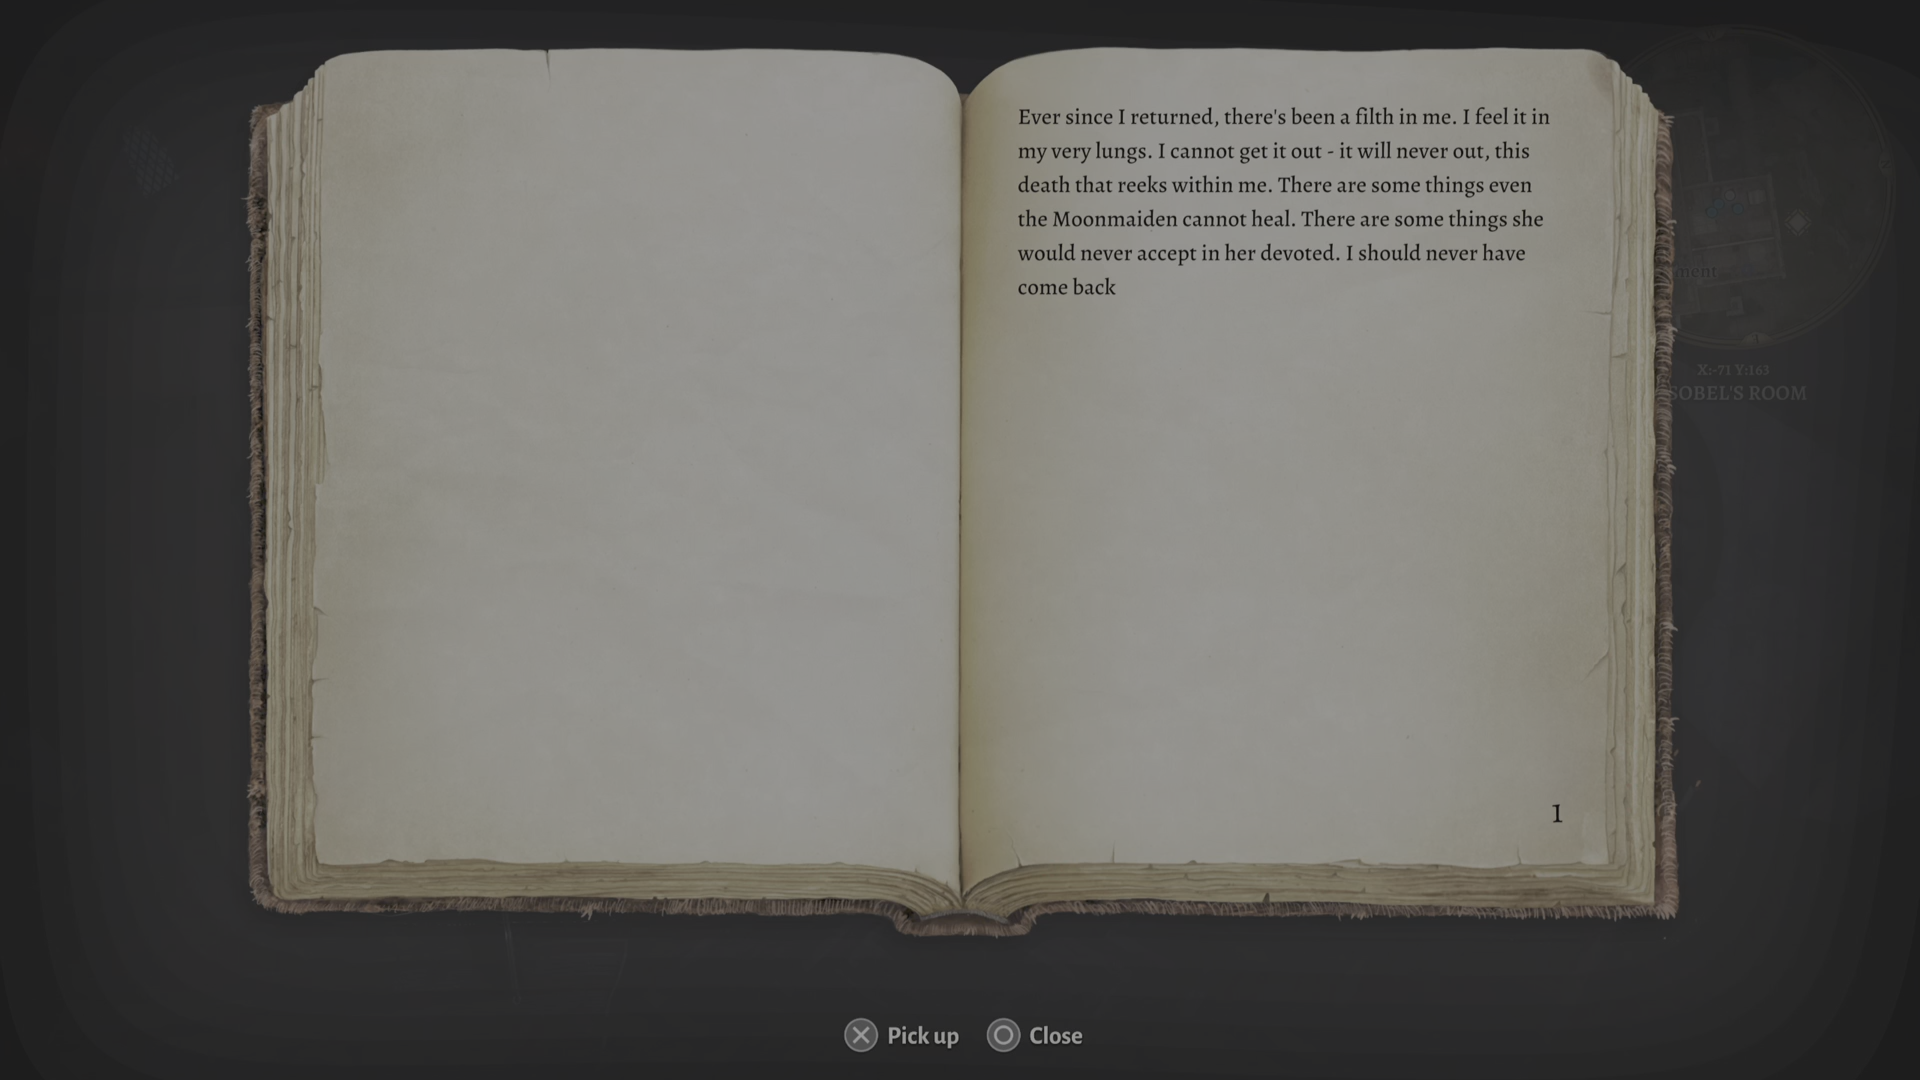 Ever since I returned, there's been a filth in me. I feel it in
my very lungs. I cannot get it out - it will never out, this
death that reeks within me. There are some things even
the Moonmaiden cannot heal. There are some things she
would never accept in her devoted. I should never have
come back
1
ment
X:-71 Y:163
SOBEL'S ROOM
Pick up
Close